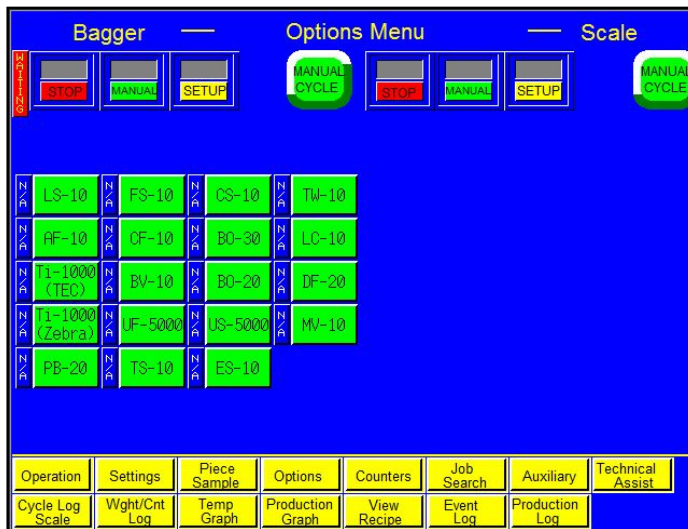 Bagger — Options Menu — Scale
WAITING
STOP MANUAL SETUP MANUAL CYCLE STOP MANUAL SETUP MANUAL CYCLE
N/A LS-10 N/A FS-10 N/A CS-10 N/A TW-10
N/A AF-10 N/A CF-10 N/A BO-30 N/A LC-10
N/A Ti-1000 (TEC) N/A BV-10 N/A BO-20 N/A DF-20
N/A Ti-1000 (Zebra) N/A UF-5000 N/A US-5000 N/A MV-10
N/A PB-20 N/A TS-10 N/A ES-10
Operation Settings Piece Sample Options Counters Job Search Auxiliary Technical Assist
Cycle Log Scale Wght/Cnt Log Temp Graph Production Graph View Recipe Event Log Production Log